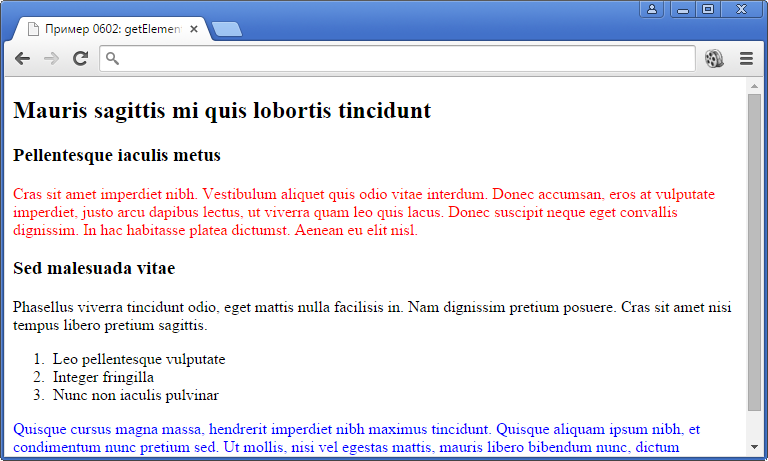 Пример 0602: getElemen
Mauris sagittis mi quis lobortis tincidunt
Pellentesque iaculis metus
Cras sit amet imperdiet nibh. Vestibulum aliquet quis odio vitae interdum. Donec accumsan, eros at vulputate
imperdiet, justo arcu dapibus lectus, ut viverra quam leo quis lacus. Donec suscipit neque eget convallis
dignissim. In hac habitasse platea dictumst. Aenean eu elit nisl.
Sed malesuada vitae
Phasellus viverra tincidunt odio, eget mattis nulla facilisis in. Nam dignissim pretium posuere. Cras sit amet nisi
tempus libero pretium sagittis.
1. Leo pellentesque vulputate
2. Integer fringilla
3. Nunc non iaculis pulvinar
Quisque cursus magna massa, hendrerit imperdiet nibh maximus tincidunt. Quisque aliquam ipsum nibh, et
condimentum nunc pretium sed. Ut mollis, nisi vel egestas mattis, mauris libero bibendum nunc, dictum